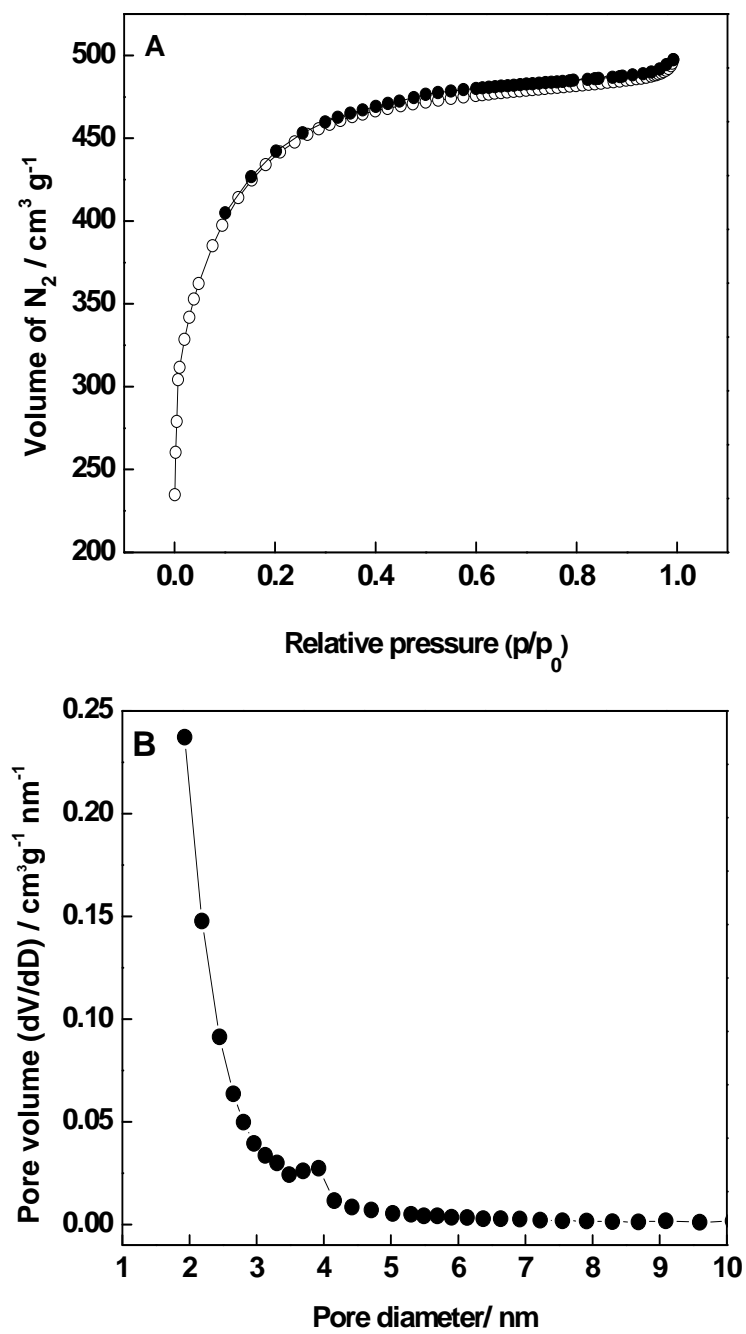 A
500
450
400
350
300
250
200
Volume of N₂ / cm³ g⁻¹
0.0 0.2 0.4 0.6 0.8 1.0
Relative pressure (p/p₀)
B
0.25
0.20
0.15
0.10
0.05
0.00
Pore volume (dV/dD) / cm³g⁻¹ nm⁻¹
1 2 3 4 5 6 7 8 9 10
Pore diameter/ nm